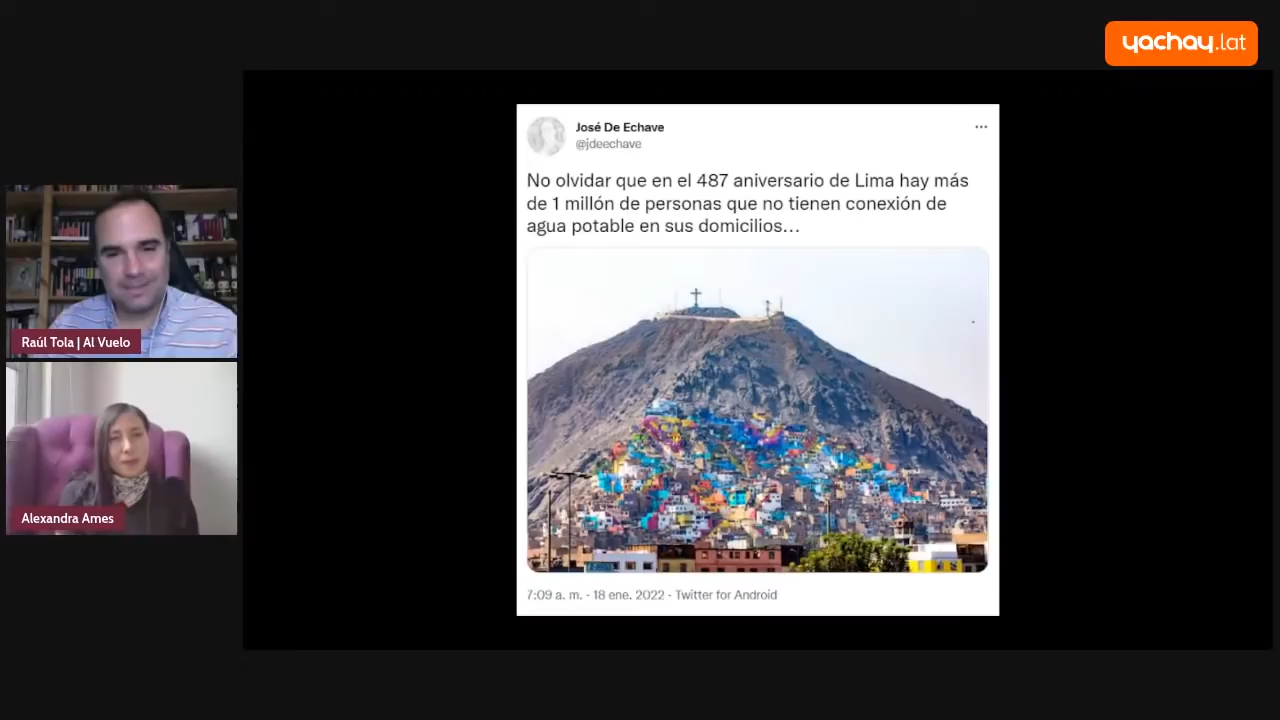 yachay.lat
José De Echave
@jdeechave
...
No olvidar que en el 487 aniversario de Lima hay más
de 1 millón de personas que no tienen conexión de
agua potable en sus domicilios...
7:09 a. m. · 18 ene. 2022 · Twitter for Android
Raúl Tola | Al Vuelo
Alexandra Ames